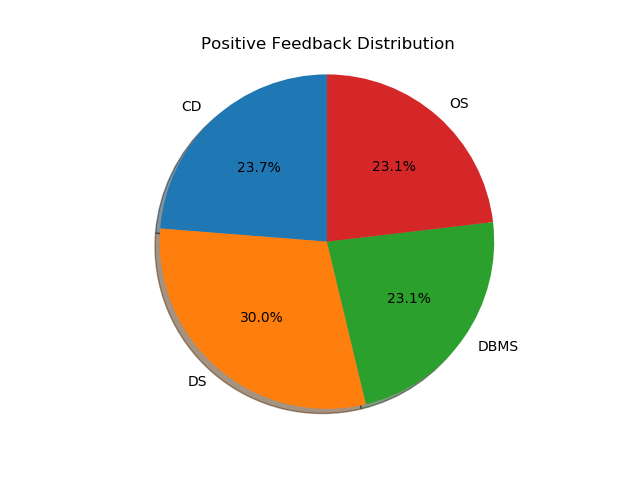 Positive Feedback Distribution
CD
OS
23.7%
23.1%
30.0%
23.1%
DS
DBMS